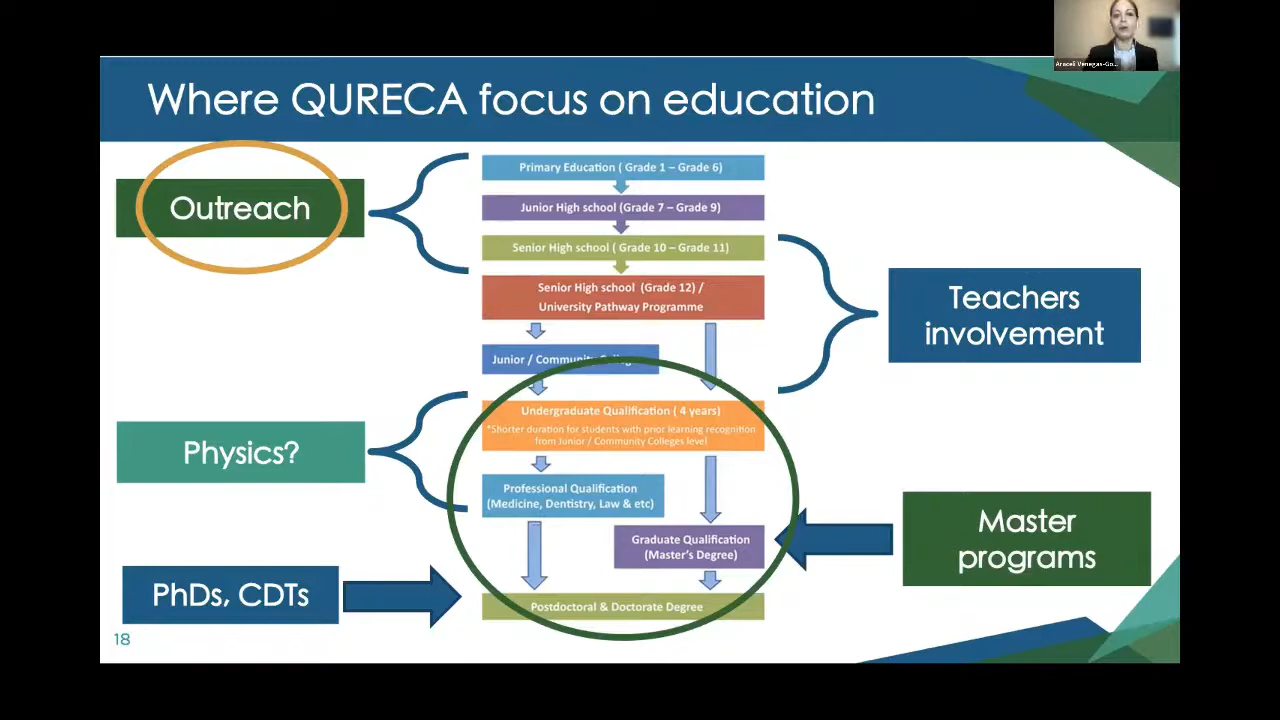 Araceli Venegas-Go...
Where QURECA focus on education
Outreach
Primary Education ( Grade 1 – Grade 6)
Junior High school (Grade 7 – Grade 9)
Senior High school ( Grade 10 – Grade 11)
Senior High school (Grade 12) /
University Pathway Programme
Teachers
involvement
Junior / Community
Undergraduate Qualification ( 4 years)
*Shorter duration for students with prior learning recognition
from Junior / Community Colleges level
Physics?
Professional Qualification
(Medicine, Dentistry, Law & etc)
Graduate Qualification
(Master's Degree)
Master
programs
PhDs, CDTs
Postdoctoral & Doctorate Degree
18